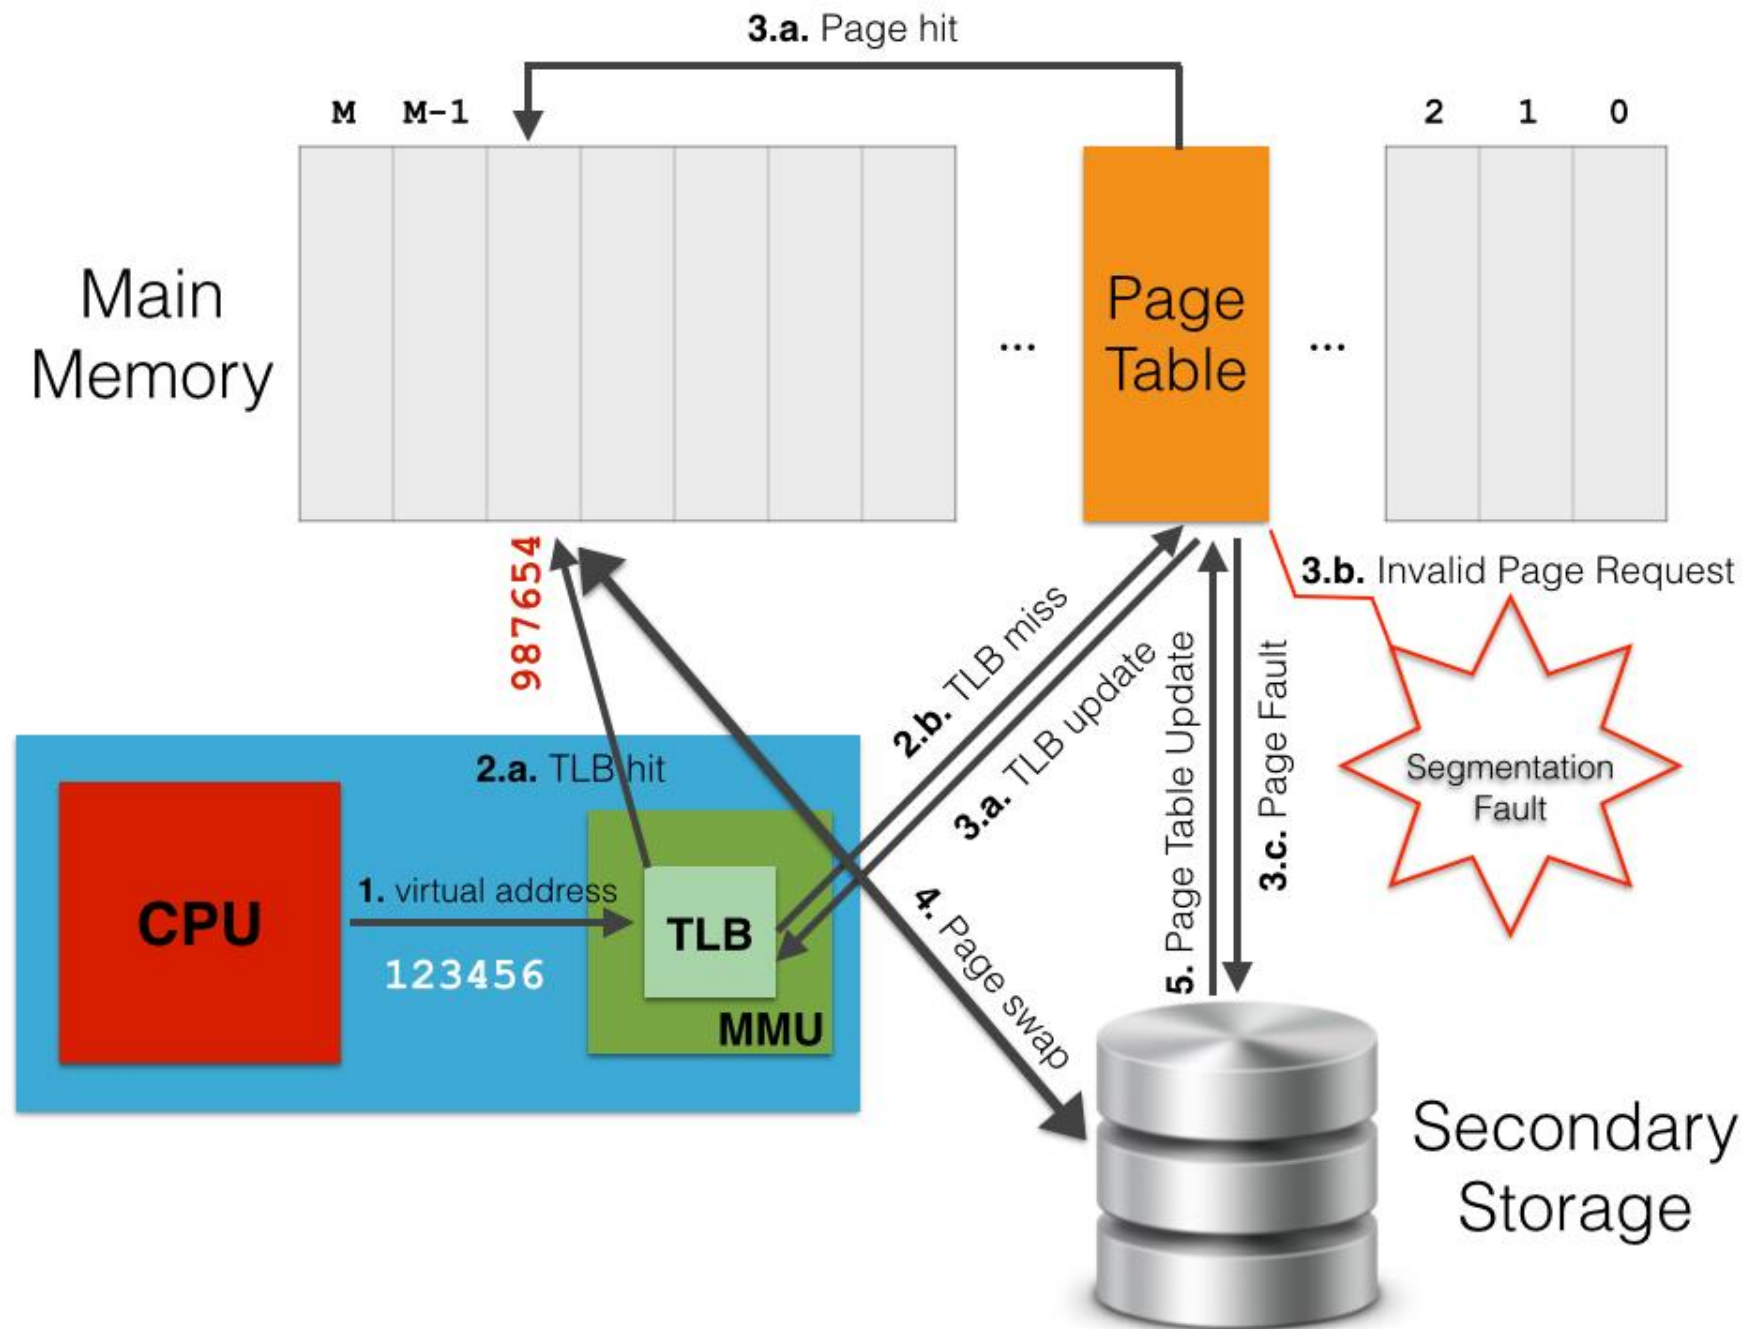 3.a. Page hit
M M-1
2 1 0
Main
Memory
...
Page
Table
...
987654
3.b. Invalid Page Request
2.b. TLB miss
3.a. TLB update
5. Page Table Update
3.c. Page Fault
Segmentation
Fault
2.a. TLB hit
CPU
1. virtual address
123456
TLB
MMU
4. Page swap
Secondary
Storage